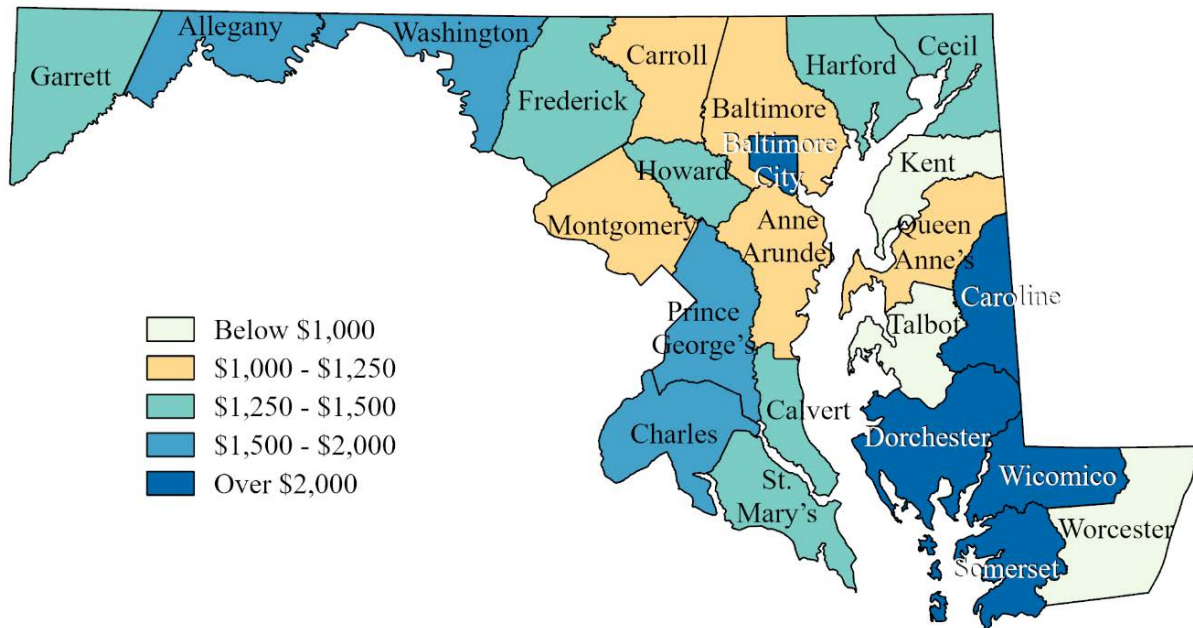 Allegany
Washington
Garrett
Frederick
Carroll
Harford
Cecil
Baltimore
Baltimore
City
Howard
Kent
Montgomery
Anne
Arundel
Queen
Anne's
Prince
George's
Caroline
Talbot
Below $1,000
$1,000 - $1,250
$1,250 - $1,500
$1,500 - $2,000
Over $2,000
Charles
Calvert
Dorchester
St.
Mary's
Wicomico
Worcester
Somerset